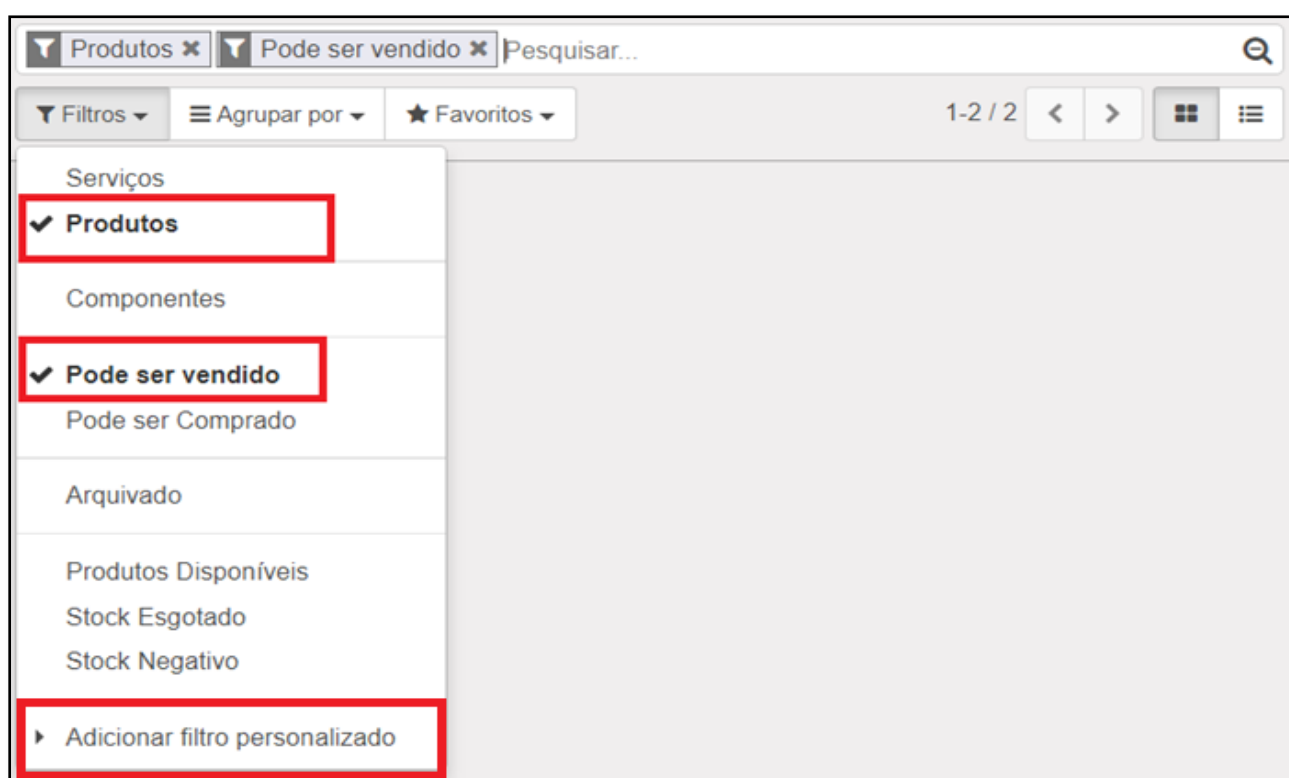 Produtos Pode ser vendido Pesquisar...
Filtros Agrupar por Favoritos 1-2 / 2
Serviços
Produtos
Componentes
Pode ser vendido
Pode ser Comprado
Arquivado
Produtos Disponíveis
Stock Esgotado
Stock Negativo
Adicionar filtro personalizado